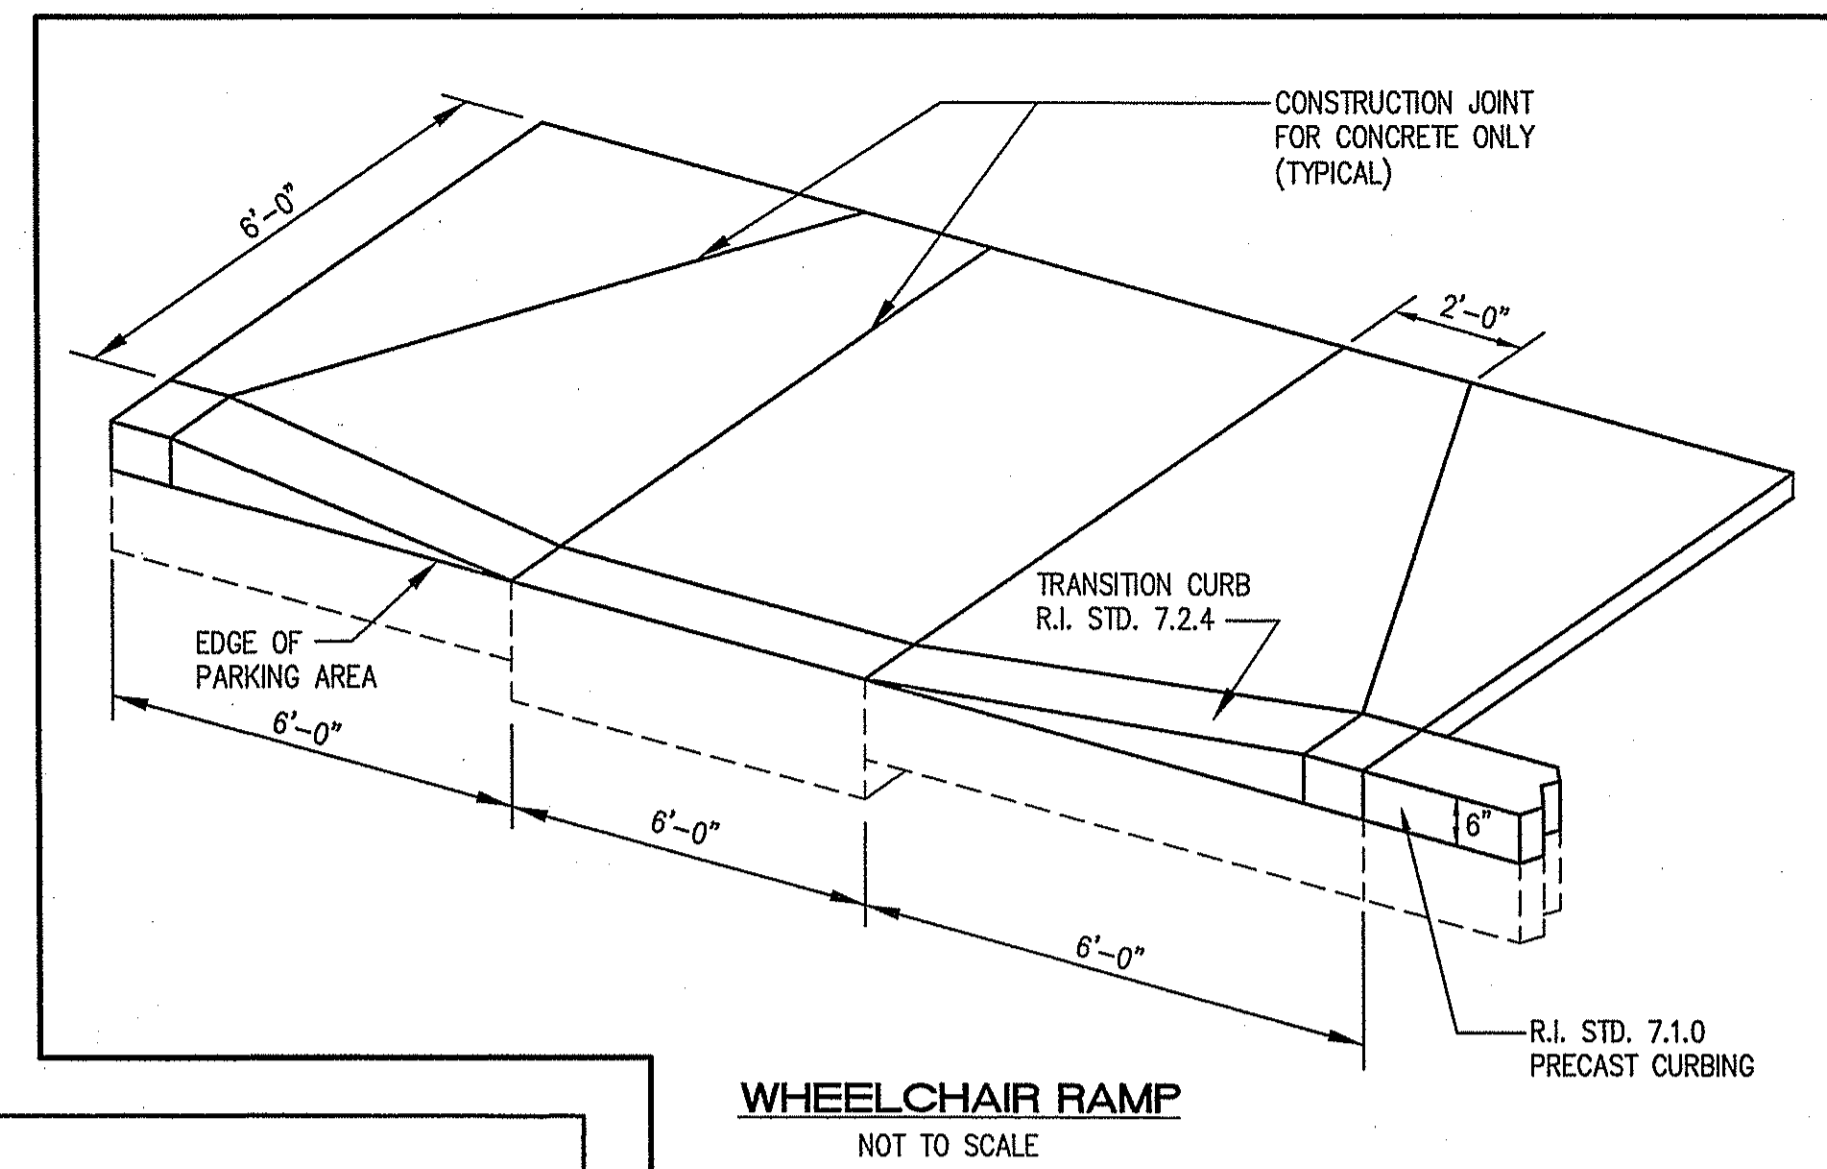 CONSTRUCTION JOINT
FOR CONCRETE ONLY
(TYPICAL)
6'-0"
2'-0"
TRANSITION CURB
R.I. STD. 7.2.4
EDGE OF
PARKING AREA
6'-0"
6'-0"
6'-0"
6"
R.I. STD. 7.1.0
PRECAST CURBING
WHEELCHAIR RAMP
NOT TO SCALE